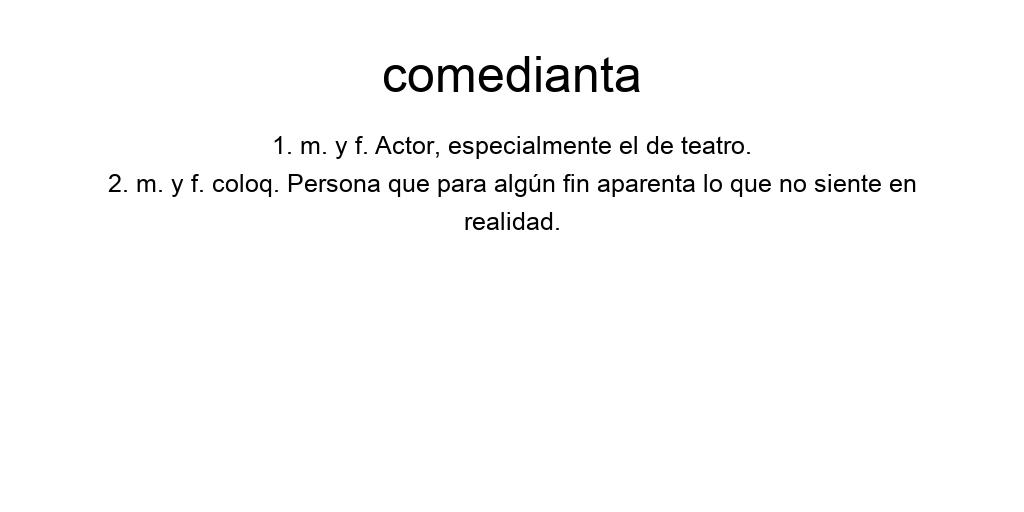 comedianta
1. m. y f. Actor, especialmente el de teatro.
2. m. y f. coloq. Persona que para algún fin aparenta lo que no siente en
realidad.